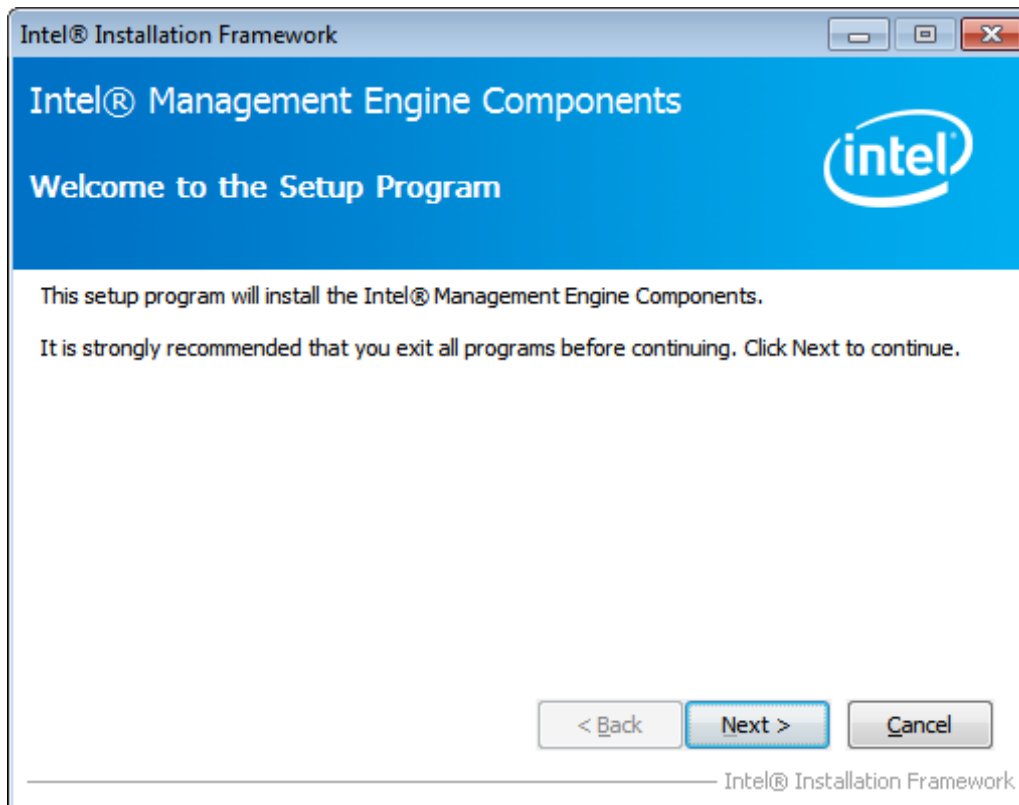 Intel® Installation Framework
Intel® Management Engine Components
intel
Welcome to the Setup Program
This setup program will install the Intel® Management Engine Components.
It is strongly recommended that you exit all programs before continuing. Click Next to continue.
< Back
Next >
Cancel
Intel® Installation Framework